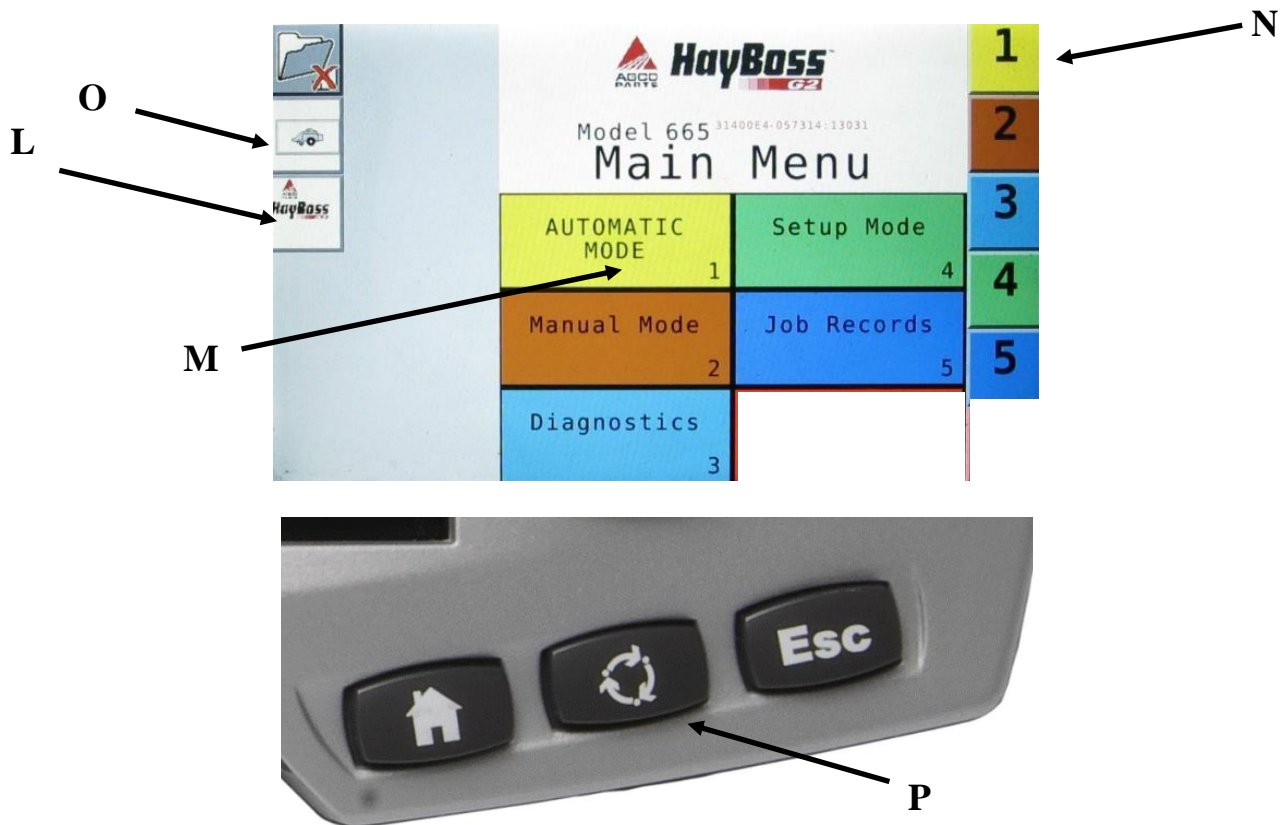 N
1
AGCO
PARTS
HayBoss
G2
O
L
Model 665 31400E4-057314:13031
Main Menu
2
HayBoss
3
AUTOMATIC
MODE
1
Setup Mode
4
4
M
Manual Mode
2
Job Records
5
5
Diagnostics
3
Esc
P